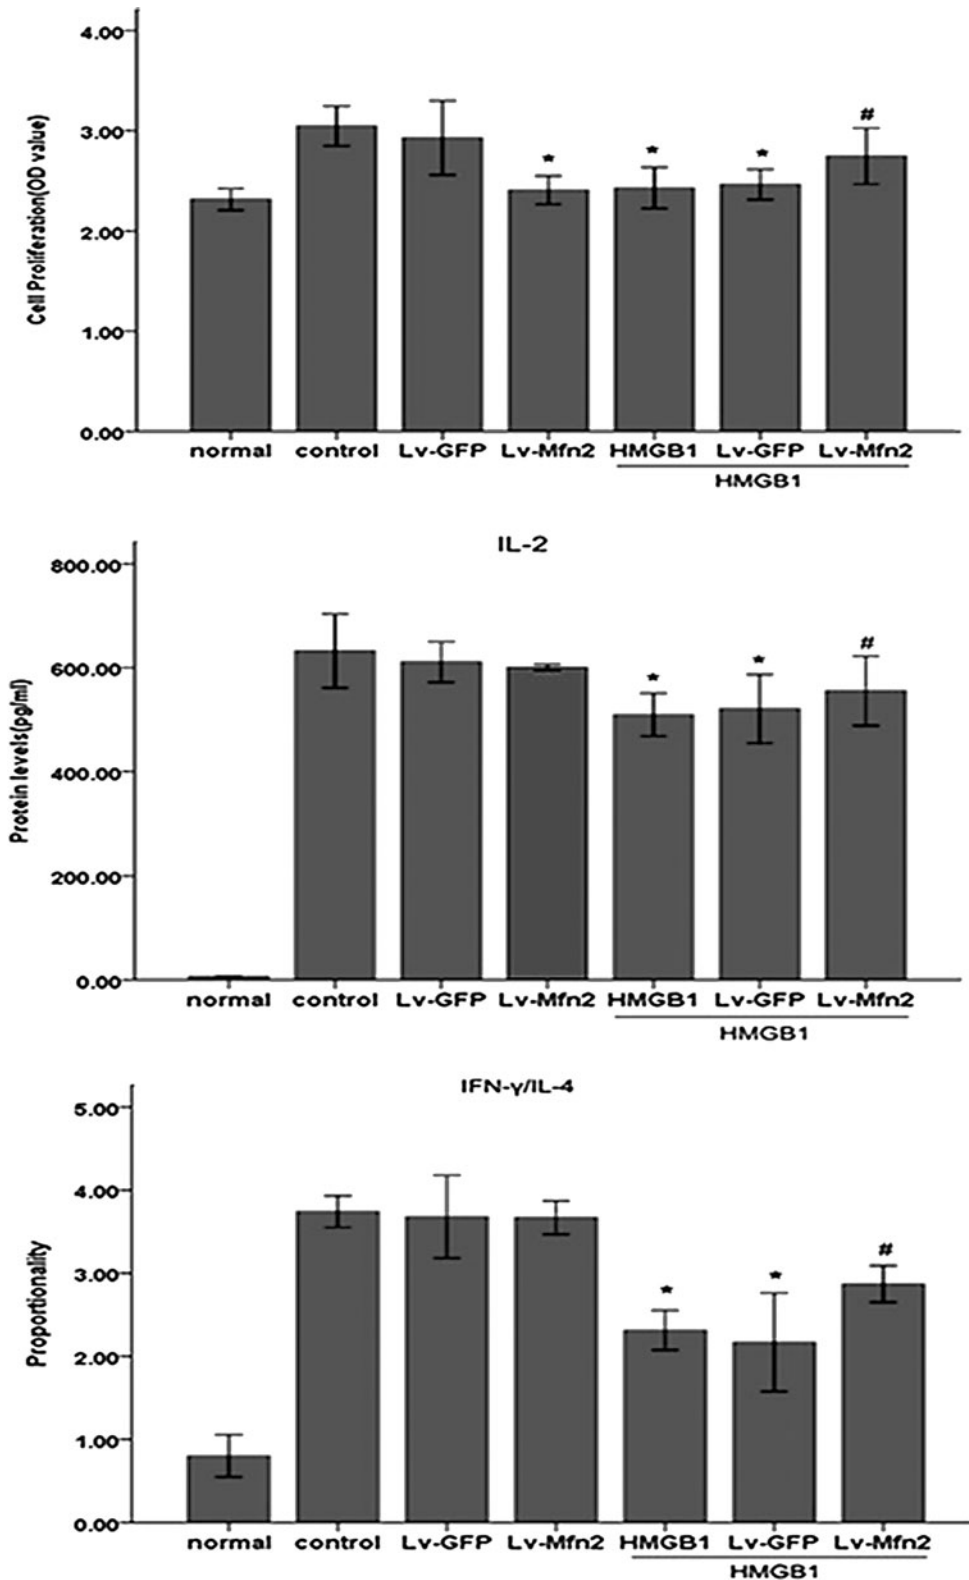 4.00
3.00
2.00
1.00
0.00
Cell Proliferation(OD value)
* * * #
normal control Lv-GFP Lv-Mfn2 HMGB1 Lv-GFP Lv-Mfn2
HMGB1
IL-2
800.00
600.00
400.00
200.00
0.00
Protein levels(pg/ml)
* * #
normal control Lv-GFP Lv-Mfn2 HMGB1 Lv-GFP Lv-Mfn2
HMGB1
IFN-γ/IL-4
5.00
4.00
3.00
2.00
1.00
0.00
Proportionality
* * #
normal control Lv-GFP Lv-Mfn2 HMGB1 Lv-GFP Lv-Mfn2
HMGB1